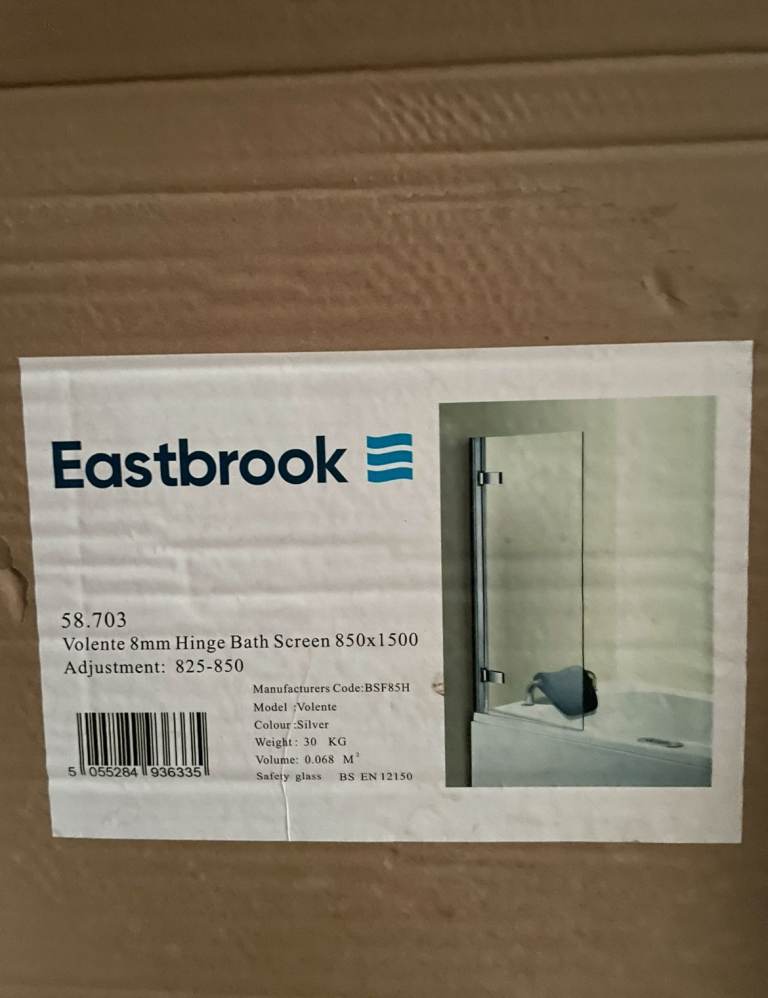 Eastbrook
58.703
Volente 8mm Hinge Bath Screen 850x1500
Adjustment: 825-850
Manufacturers Code:BSF85H
Model :Volente
Colour :Silver
Weight : 30 KG
Volume: 0.068 M³
Safety glass BS EN 12150
5 055284 936335